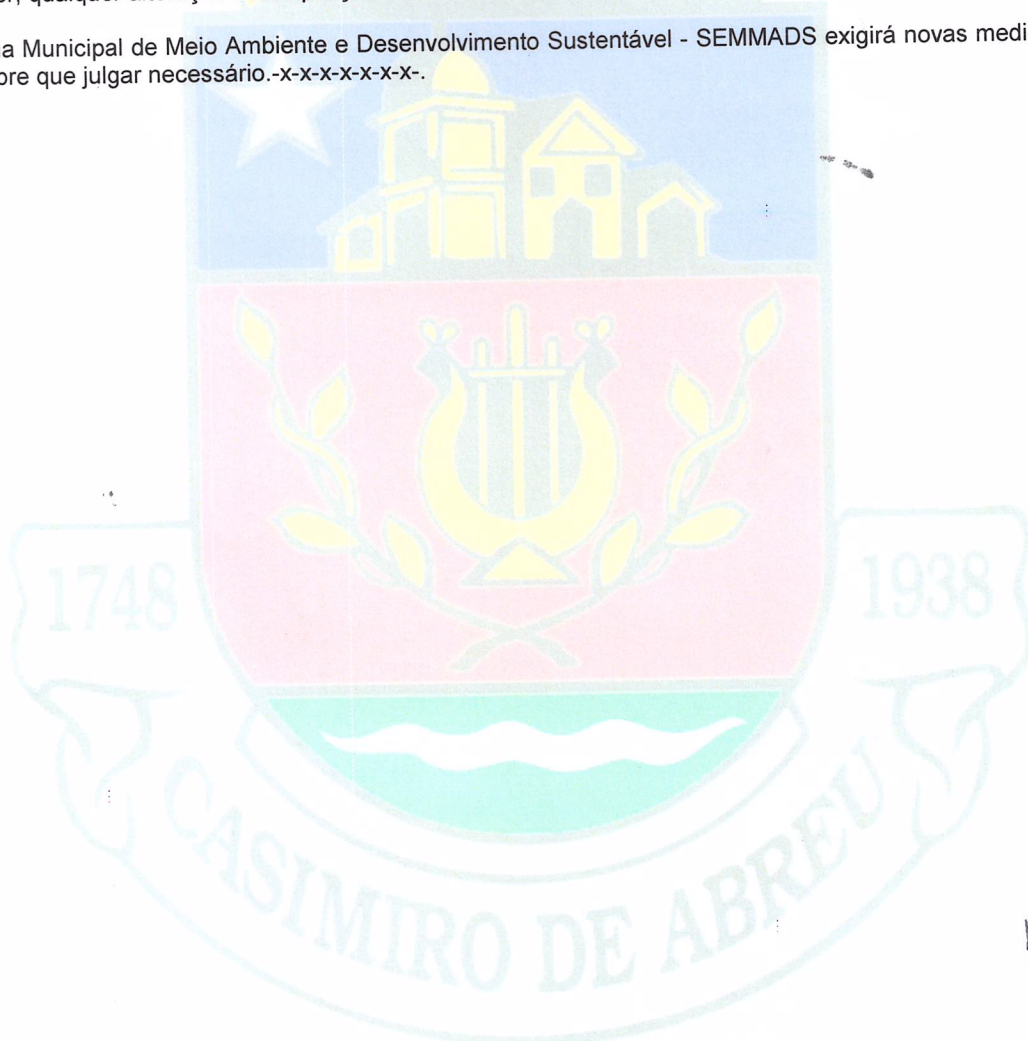 a Municipal de Meio Ambiente e Desenvolvimento Sustentável - SEMMADS exigirá novas medi
pre que julgar necessário.-x-x-x-x-x-x-x-.
1748
1938
CASIMIRO DE ABREU